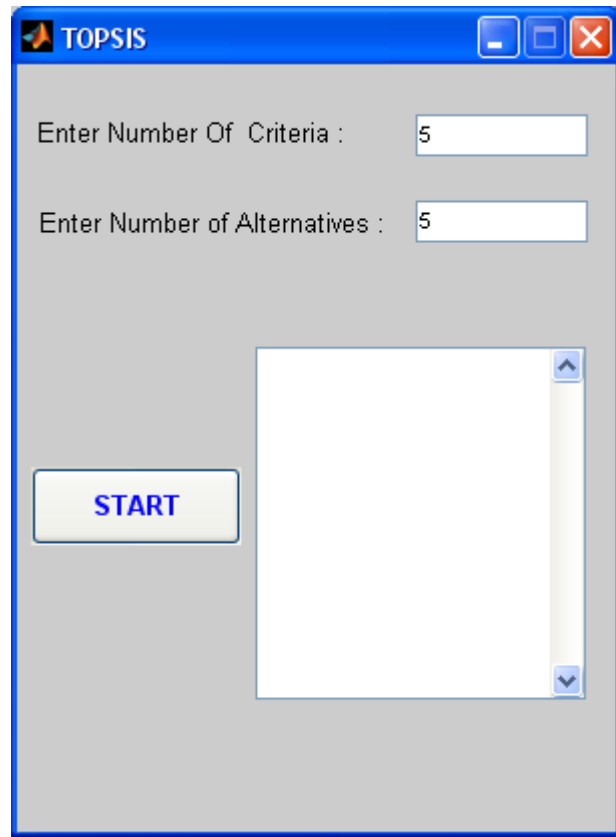 TOPSIS
Enter Number Of  Criteria : 5
Enter Number of Alternatives : 5
START